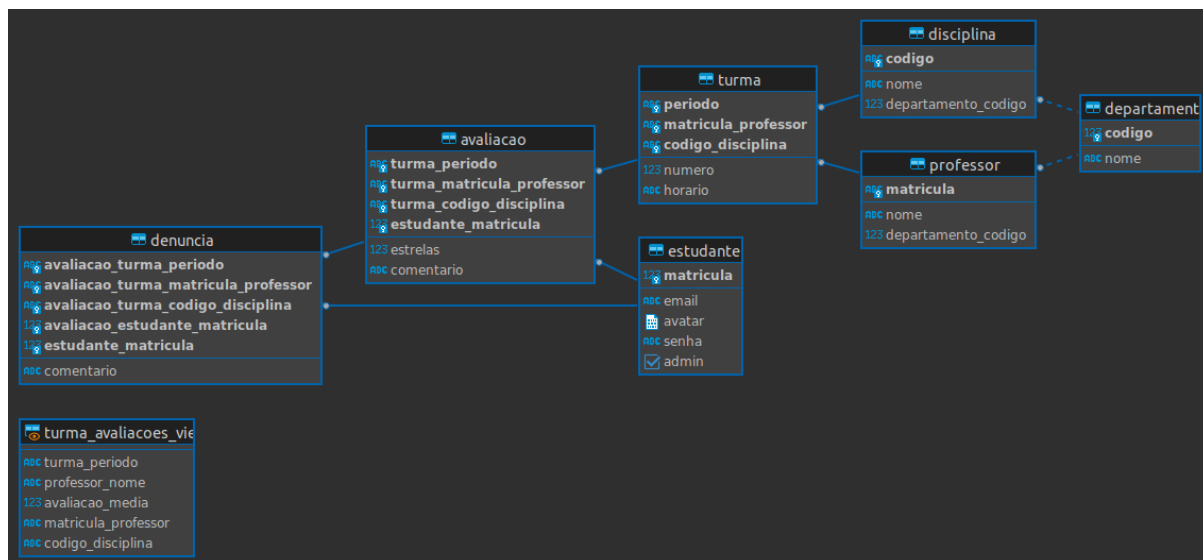 disciplina
codigo
nome
departamento_codigo
turma
periodo
matricula_professor
codigo_disciplina
numero
horario
departament
codigo
nome
avaliacao
turma_periodo
turma_matricula_professor
turma_codigo_disciplina
estudante_matricula
estrelas
comentario
professor
matricula
nome
departamento_codigo
denuncia
avaliacao_turma_periodo
avaliacao_turma_matricula_professor
avaliacao_turma_codigo_disciplina
avaliacao_estudante_matricula
estudante_matricula
comentario
estudante
matricula
email
avatar
senha
admin
turma_avaliacoes_vie
turma_periodo
professor_nome
avaliacao_media
matricula_professor
codigo_disciplina